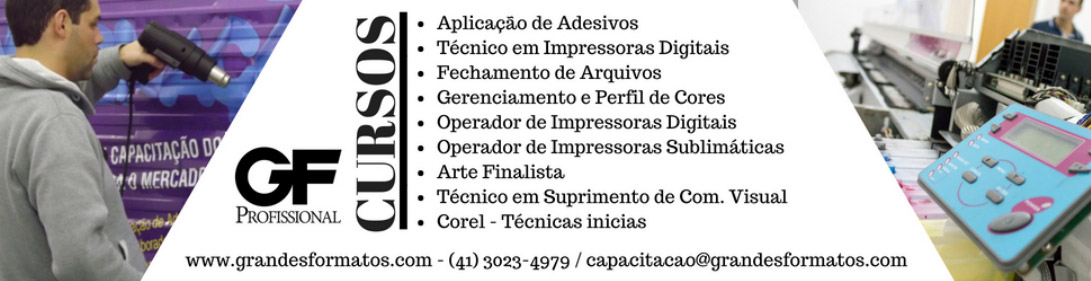 CURSOS
• Aplicação de Adesivos
• Técnico em Impressoras Digitais
• Fechamento de Arquivos
• Gerenciamento e Perfil de Cores
• Operador de Impressoras Digitais
• Operador de Impressoras Sublimáticas
• Arte Finalista
• Técnico em Suprimento de Com. Visual
• Corel - Técnicas inicias
GF
PROFISSIONAL
CAPACITAÇÃO DO
O MERCADO
www.grandesformatos.com - (41) 3023-4979 / capacitacao@grandesformatos.com